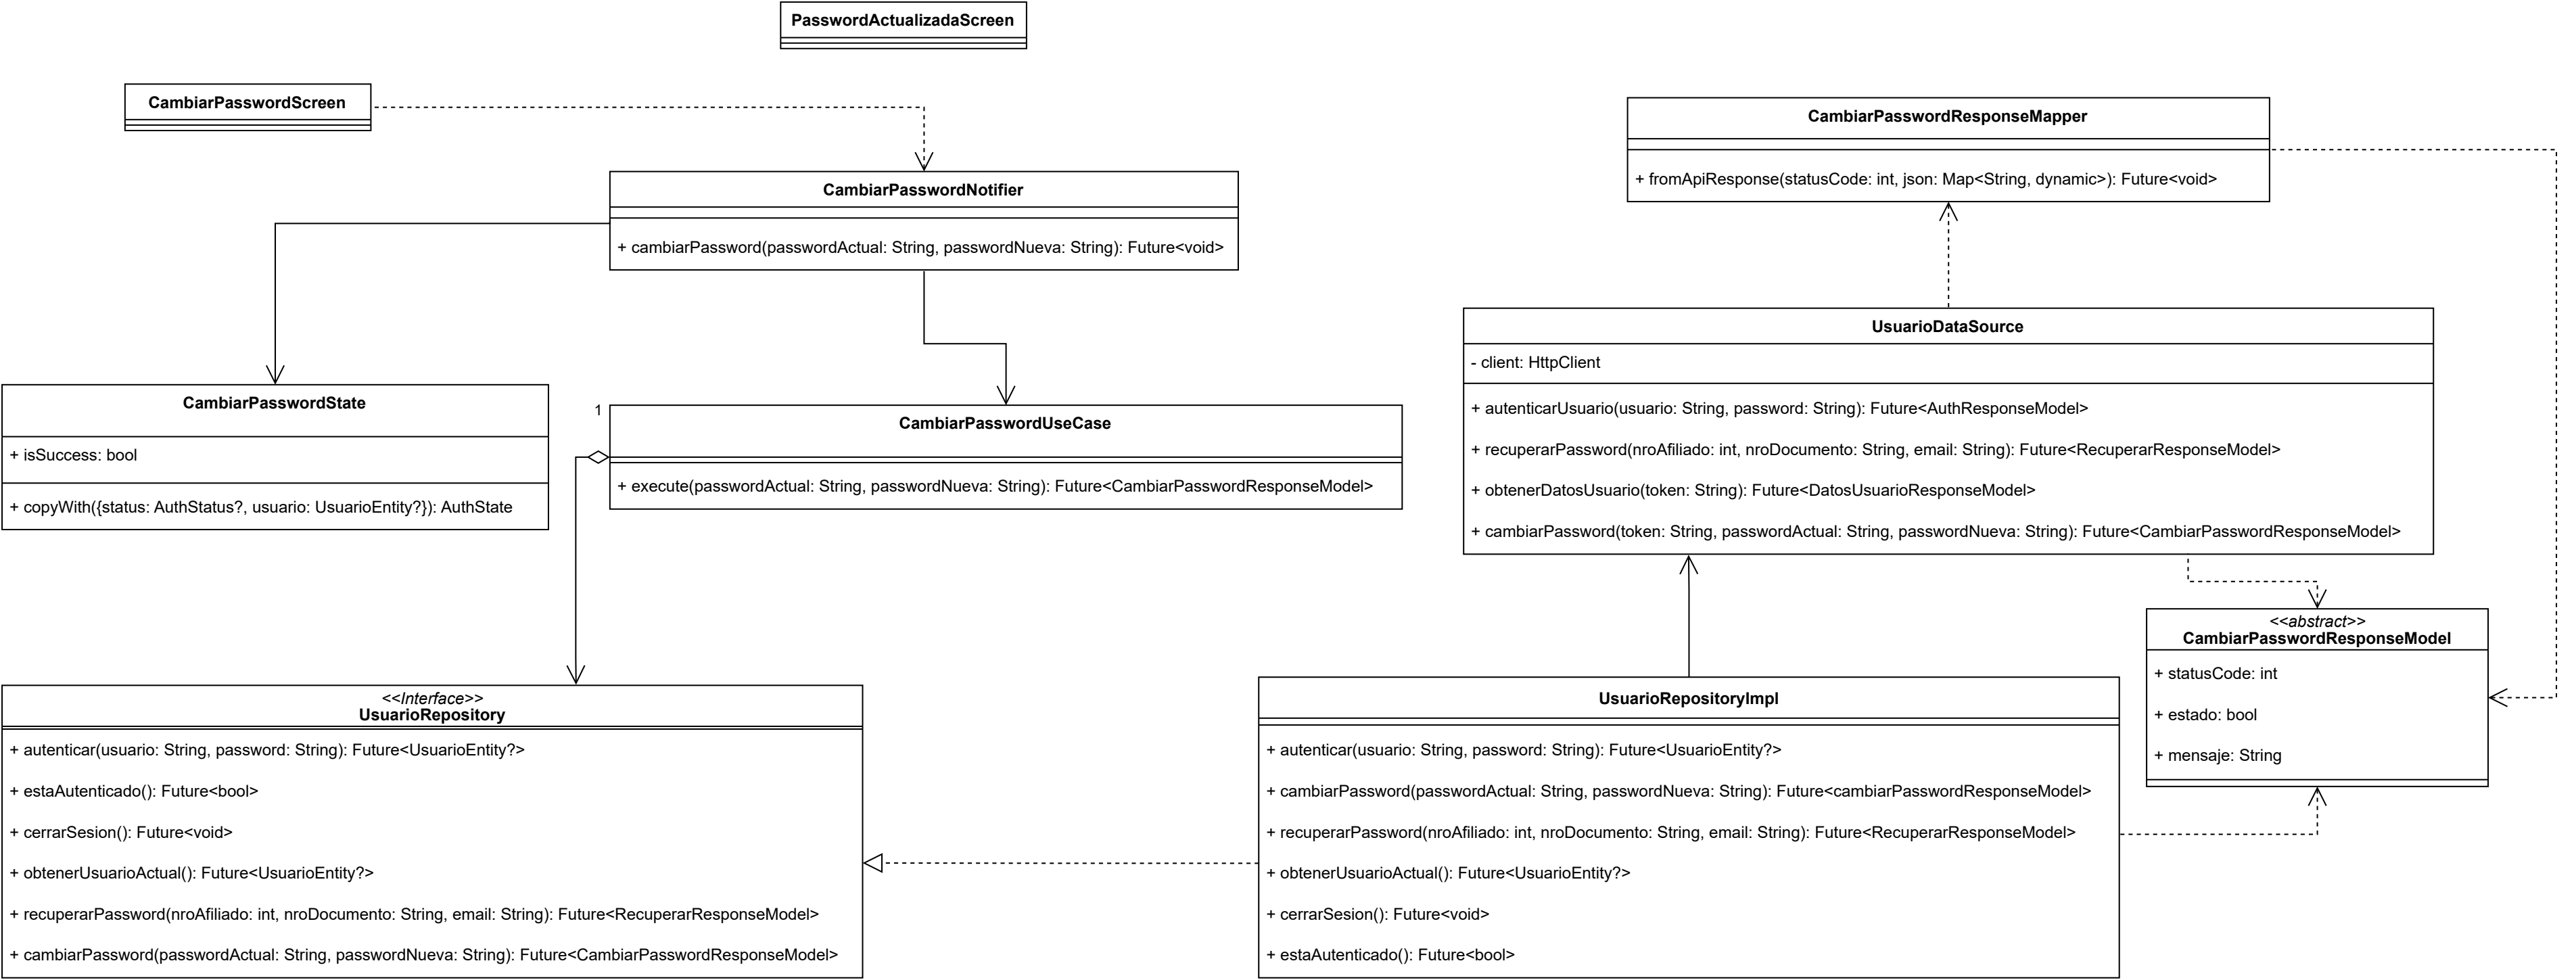 PasswordActualizadaScreen
CambiarPasswordScreen
CambiarPasswordResponseMapper
+ fromApiResponse(statusCode: int, json: Map<String, dynamic>): Future<void>
CambiarPasswordNotifier
+ cambiarPassword(passwordActual: String, passwordNueva: String): Future<void>
UsuarioDataSource
- client: HttpClient
+ autenticarUsuario(usuario: String, password: String): Future<AuthResponseModel>
+ recuperarPassword(nroAfiliado: int, nroDocumento: String, email: String): Future<RecuperarResponseModel>
+ obtenerDatosUsuario(token: String): Future<DatosUsuarioResponseModel>
+ cambiarPassword(token: String, passwordActual: String, passwordNueva: String): Future<CambiarPasswordResponseModel>
CambiarPasswordState
+ isSuccess: bool
+ copyWith({status: AuthStatus?, usuario: UsuarioEntity?}): AuthState
1
CambiarPasswordUseCase
+ execute(passwordActual: String, passwordNueva: String): Future<CambiarPasswordResponseModel>
<<abstract>>
CambiarPasswordResponseModel
+ statusCode: int
+ estado: bool
+ mensaje: String
<<Interface>>
UsuarioRepository
+ autenticar(usuario: String, password: String): Future<UsuarioEntity?>
+ estaAutenticado(): Future<bool>
+ cerrarSesion(): Future<void>
+ obtenerUsuarioActual(): Future<UsuarioEntity?>
+ recuperarPassword(nroAfiliado: int, nroDocumento: String, email: String): Future<RecuperarResponseModel>
+ cambiarPassword(passwordActual: String, passwordNueva: String): Future<CambiarPasswordResponseModel>
UsuarioRepositoryImpl
+ autenticar(usuario: String, password: String): Future<UsuarioEntity?>
+ cambiarPassword(passwordActual: String, passwordNueva: String): Future<cambiarPasswordResponseModel>
+ recuperarPassword(nroAfiliado: int, nroDocumento: String, email: String): Future<RecuperarResponseModel>
+ obtenerUsuarioActual(): Future<UsuarioEntity?>
+ cerrarSesion(): Future<void>
+ estaAutenticado(): Future<bool>